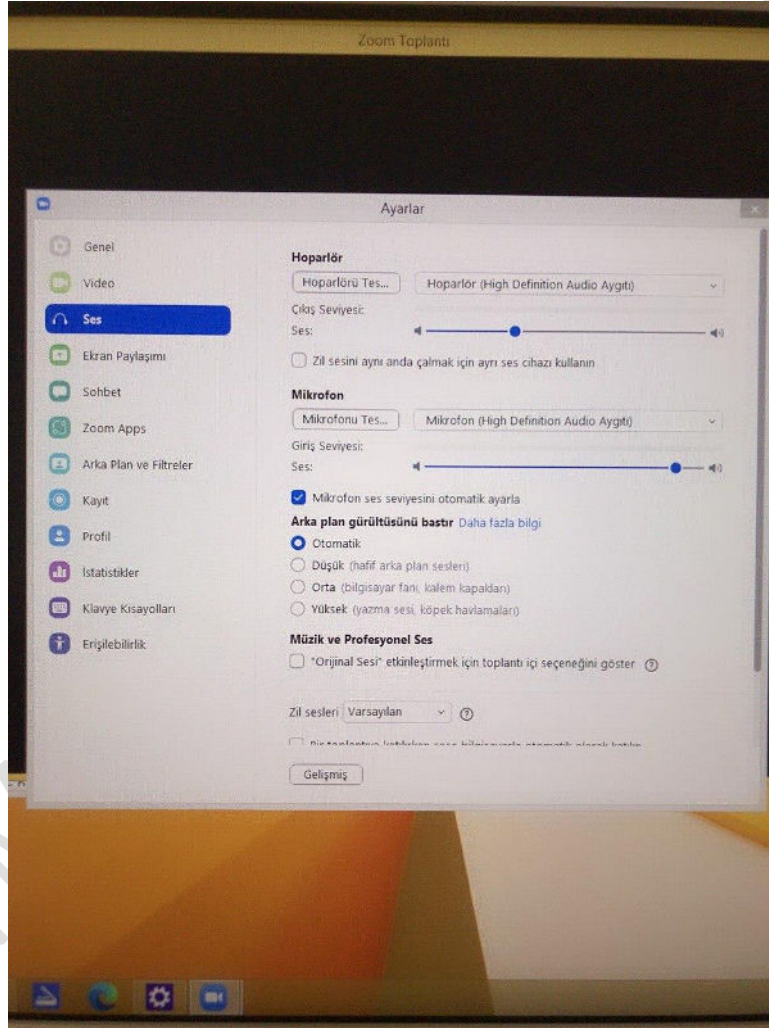 Zoom Toplantı
Ayarlar
Genel
Video
Ses
Ekran Paylaşımı
Sohbet
Zoom Apps
Arka Plan ve Filtreler
Kayıt
Profil
İstatistikler
Klavye Kısayolları
Erişilebilirlik
Hoparlör
Hoparlörü Tes... Hoparlör (High Definition Audio Aygıtı)
Çıkış Seviyesi:
Ses:
Zil sesini aynı anda çalmak için ayrı ses cihazı kullanın
Mikrofon
Mikrofonu Tes... Mikrofon (High Definition Audio Aygıtı)
Giriş Seviyesi:
Ses:
Mikrofon ses seviyesini otomatik ayarla
Arka plan gürültüsünü bastır Daha fazla bilgi
Otomatik
Düşük (hafif arka plan sesleri)
Orta (bilgisayar fanı, kalem kapakları)
Yüksek (yazma sesi, köpek havlamaları)
Müzik ve Profesyonel Ses
"Orijinal Sesi" etkinleştirmek için toplantı içi seçeneğini göster
Zil sesleri Varsayılan
Bir toplantıya katılırken
Gelişmiş